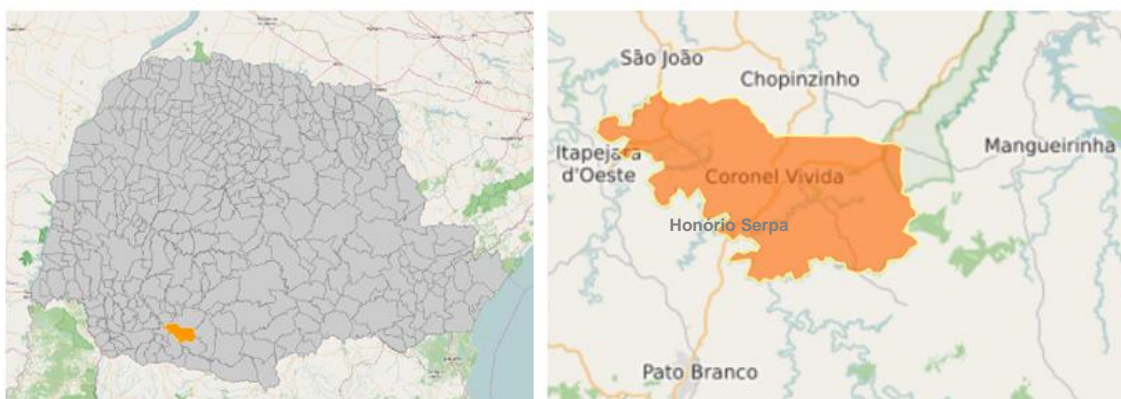 São João
Chopinzinho
Itapejara
d'Oeste
Mangueirinha
Coronel Vivida
Honório Serpa
Pato Branco